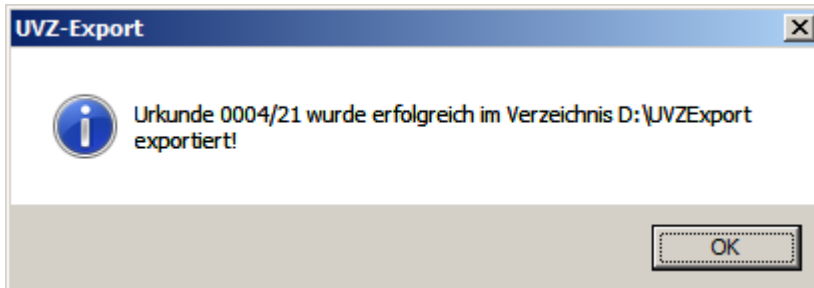 UVZ-Export
Urkunde 0004/21 wurde erfolgreich im Verzeichnis D:\UVZExport
exportiert!
OK